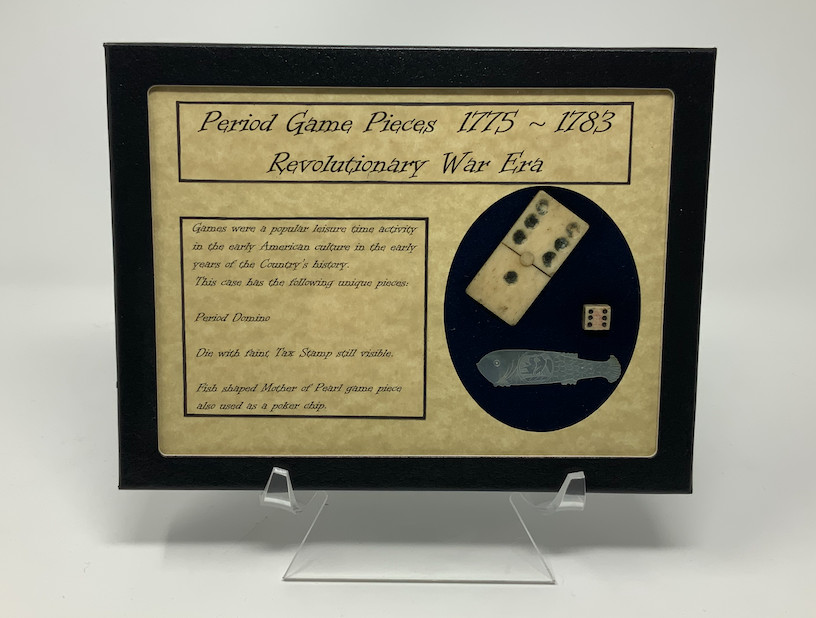 Period Game Pieces 1775 ~ 1783
Revolutionary War Era
Games were a popular leisure time activity
in the early American culture in the early
years of the Country's history.
This case has the following unique pieces:
Period Domino
Die with faint Tax Stamp still visible.
Fish shaped Mother of Pearl game piece
also used as a poker chip.